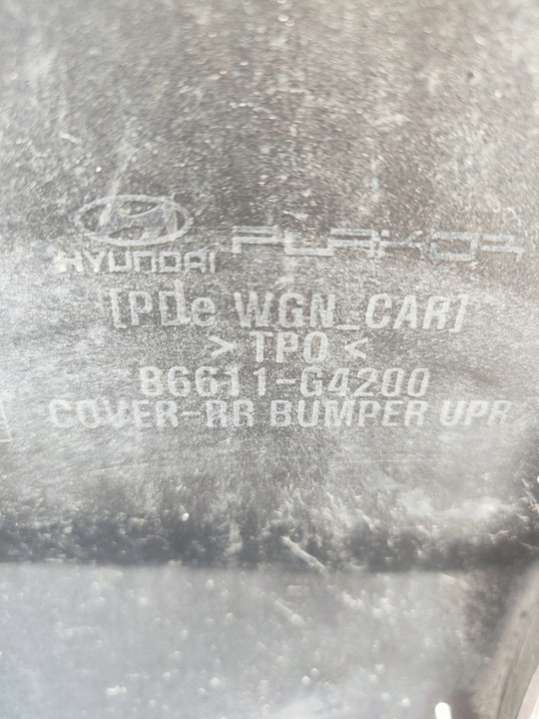 HYUNDAI PLAKOR
[PDe WGN_CAR]
> TPO <
86611-G4200
COVER-RR BUMPER UPR